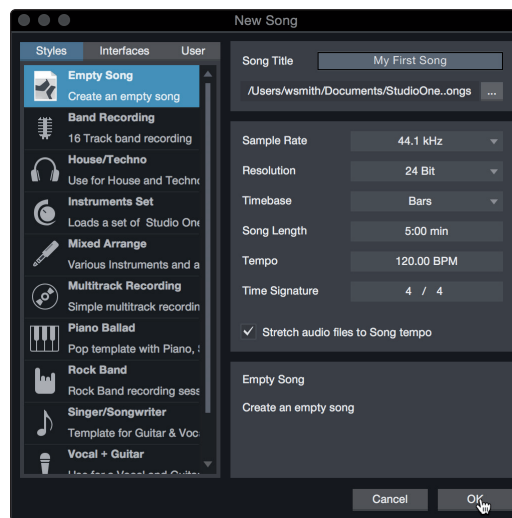 New Song
Styles Interfaces User
Empty Song
Create an empty song
Band Recording
16 Track band recording
House/Techno
Use for House and Techno
Instruments Set
Loads a set of Studio One
Mixed Arrange
Various Instruments and a
Multitrack Recording
Simple multitrack recordin
Piano Ballad
Pop template with Piano,
Rock Band
Rock Band recording sess
Singer/Songwriter
Template for Guitar & Voc
Vocal + Guitar
Song Title My First Song
/Users/wsmith/Documents/StudioOne..ongs ...
Sample Rate 44.1 kHz
Resolution 24 Bit
Timebase Bars
Song Length 5:00 min
Tempo 120.00 BPM
Time Signature 4 / 4
Stretch audio files to Song tempo
Empty Song
Create an empty song
Cancel OK